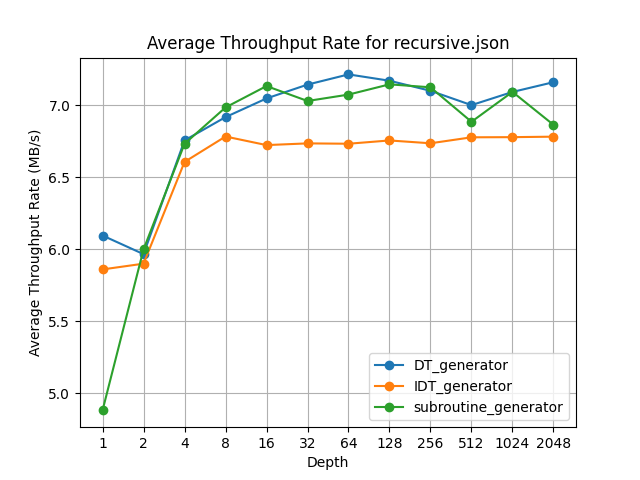 Average Throughput Rate for recursive.json
Average Throughput Rate (MB/s)
7.0
6.5
6.0
5.5
5.0
DT_generator
IDT_generator
subroutine_generator
1 2 4 8 16 32 64 128 256 512 1024 2048
Depth